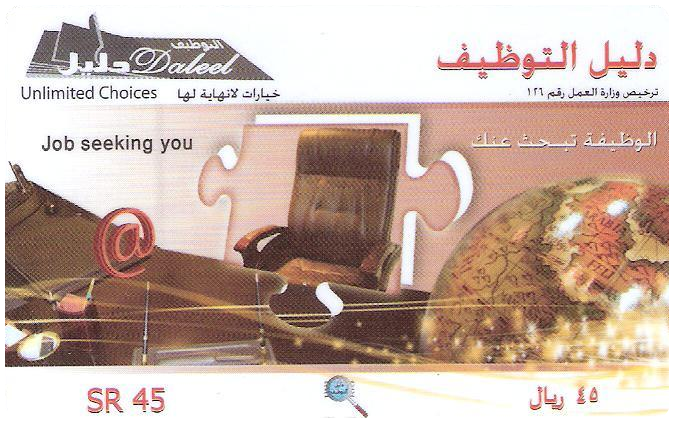 التوظيف
دليل Daleel
Unlimited Choices خيارات لانهاية لها
دليل التوظيف
ترخيص وزارة العمل رقم ١٢٦
Job seeking you
الوظيفة تبحث عنك
@
SR 45
٤٥ ريال